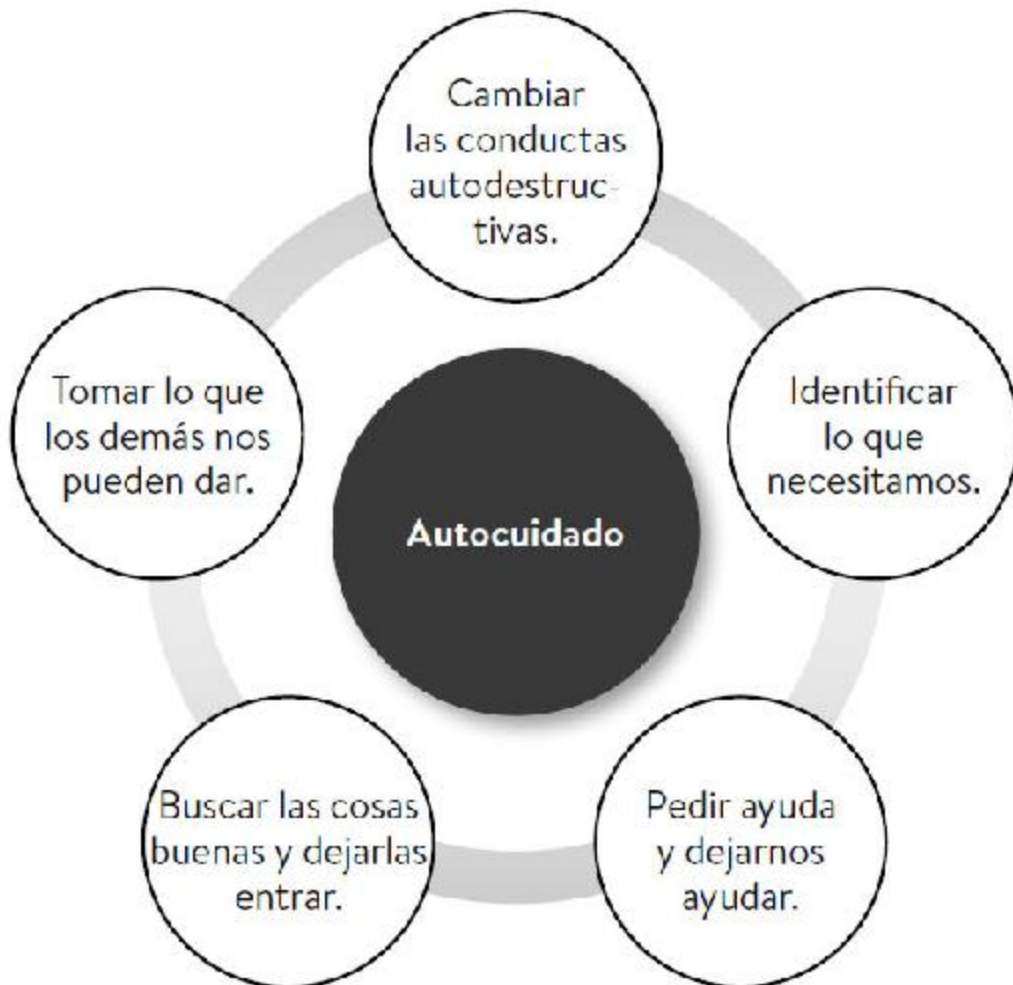 Cambiar
las conductas
autodestruc-
tivas.
Tomar lo que
los demás nos
pueden dar.
Identificar
lo que
necesitamos.
Autocuidado
Buscar las cosas
buenas y dejarlas
entrar.
Pedir ayuda
y dejarnos
ayudar.